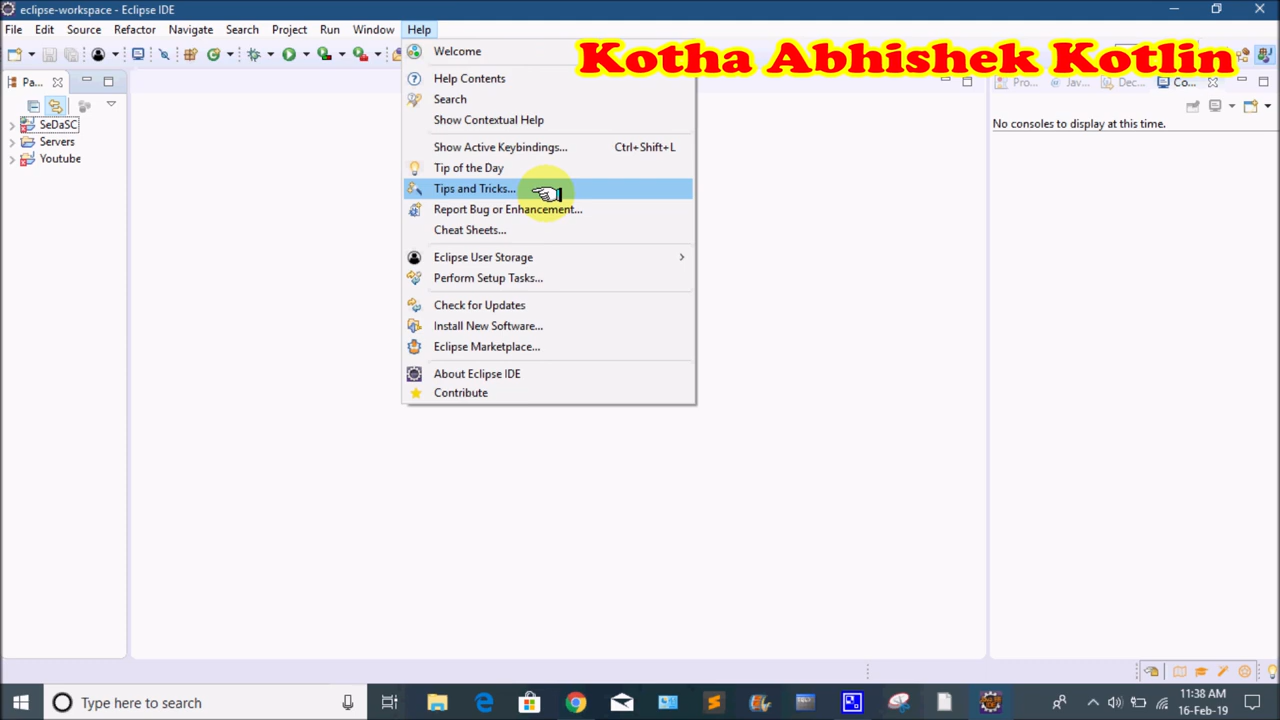 eclipse-workspace - Eclipse IDE
File Edit Source Refactor Navigate Search Project Run Window Help
Kotha Abhishek Kotlin
Pa...
Pro... Jav... Dec... Co...
No consoles to display at this time.
SeDaSC
Servers
Youtube
Welcome
Help Contents
Search
Show Contextual Help
Show Active Keybindings... Ctrl+Shift+L
Tip of the Day
Tips and Tricks...
Report Bug or Enhancement...
Cheat Sheets...
Eclipse User Storage
Perform Setup Tasks...
Check for Updates
Install New Software...
Eclipse Marketplace...
About Eclipse IDE
Contribute
Type here to search
11:38 AM
16-Feb-19